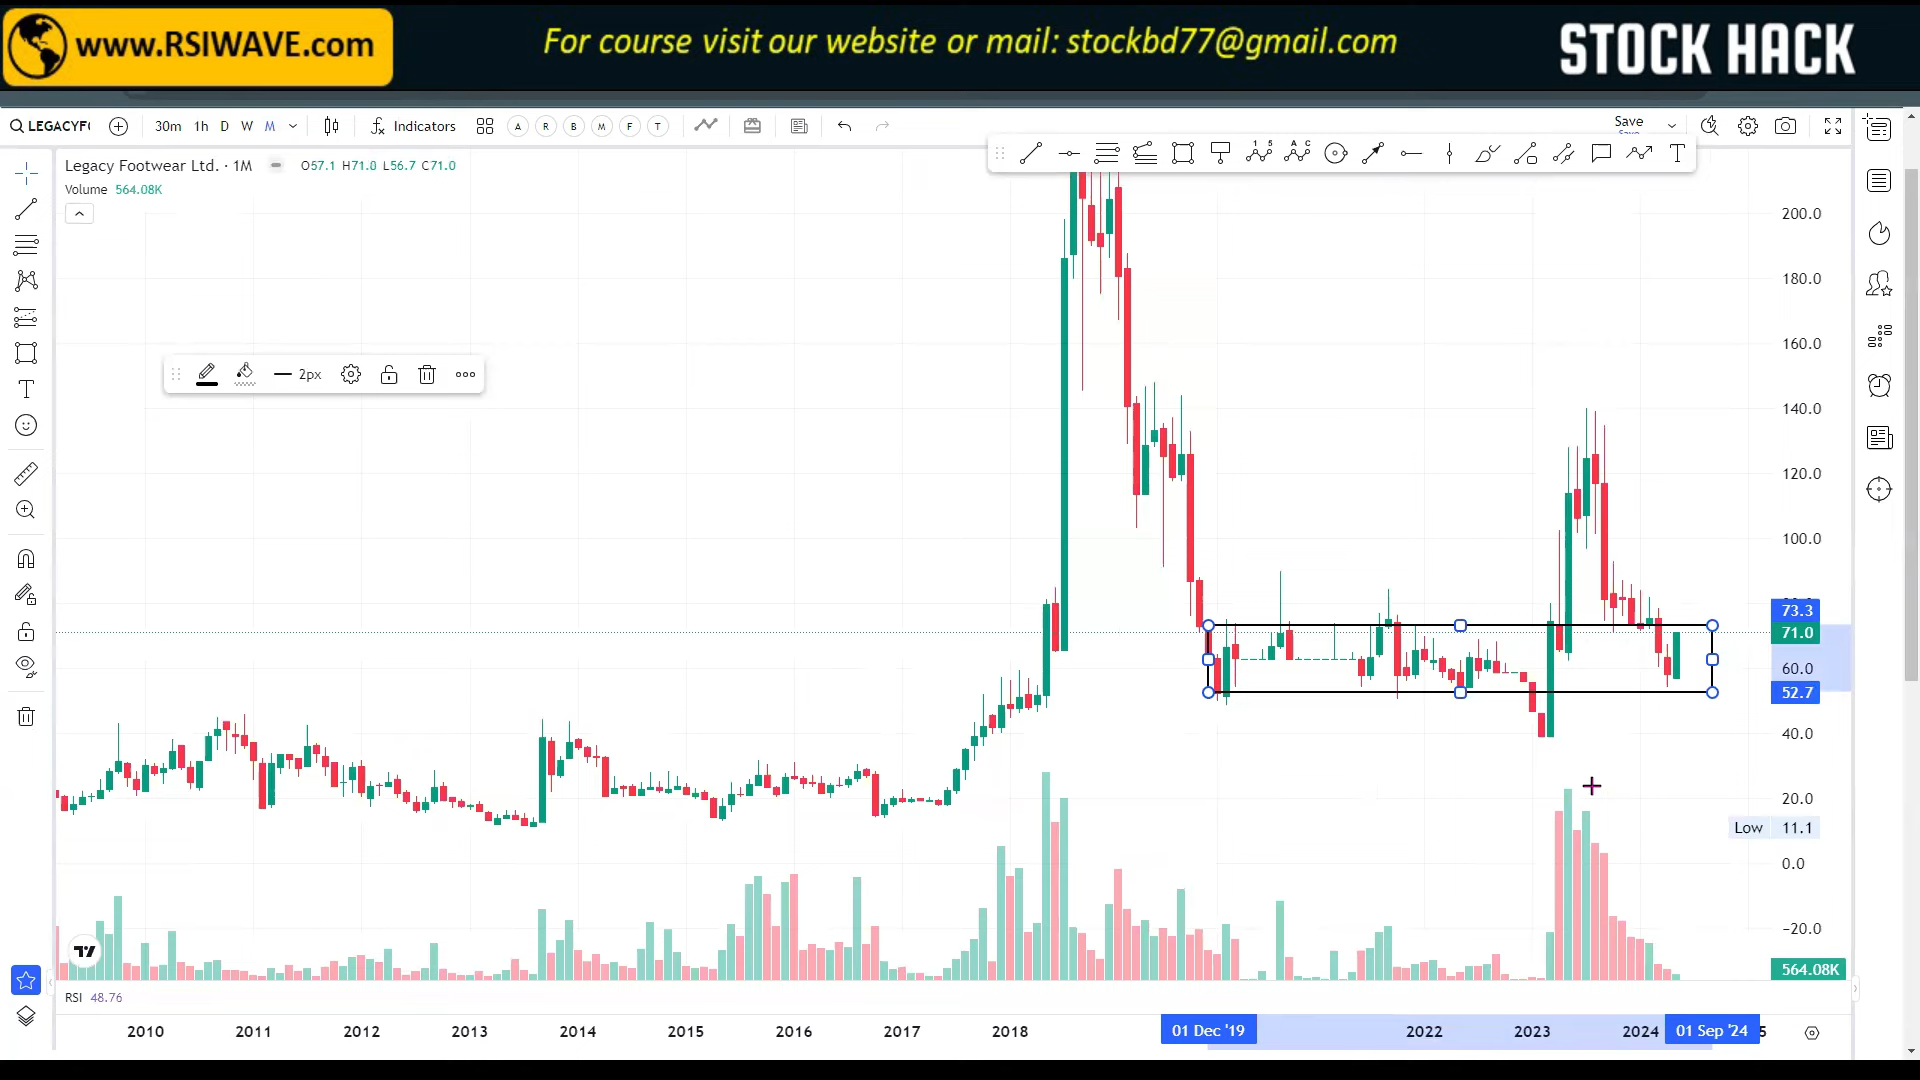 www.RSIWAVE.com
For course visit our website or mail: stockbd77@gmail.com
STOCK HACK
LEGACYF
30m 1h D W M
Indicators
A R B M F T
Save
Save
Legacy Footwear Ltd. · 1M O57.1 H71.0 L56.7 C71.0
Volume 564.08K
2px
200.0
180.0
160.0
140.0
120.0
100.0
73.3
71.0
60.0
52.7
40.0
20.0
Low 11.1
0.0
−20.0
564.08K
RSI 48.76
2010 2011 2012 2013 2014 2015 2016 2017 2018 01 Dec '19 2022 2023 2024 01 Sep '24 5